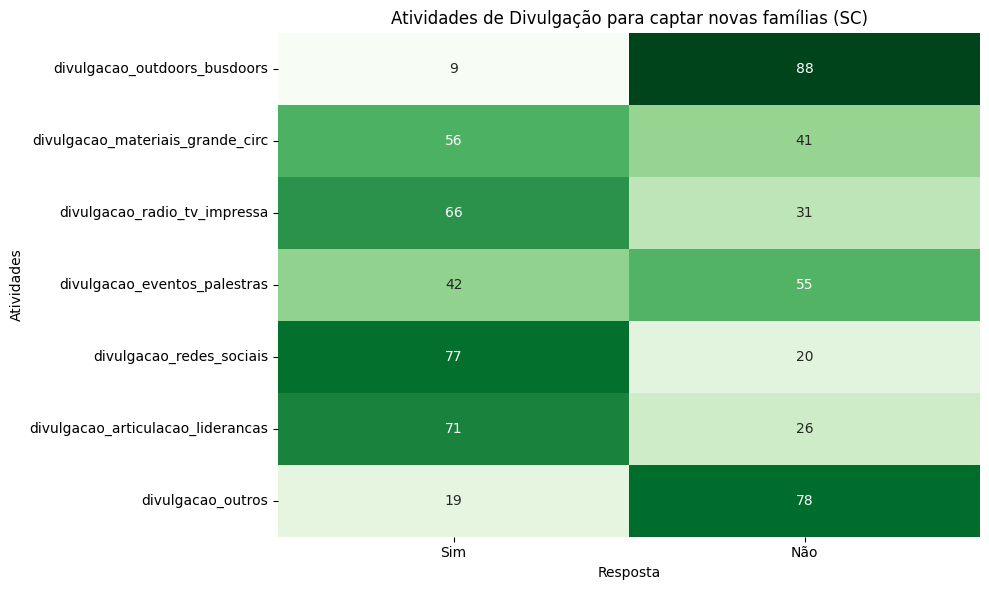 Atividades de Divulgação para captar novas famílias (SC)
divulgacao_outdoors_busdoors 9 88
divulgacao_materiais_grande_circ 56 41
divulgacao_radio_tv_impressa 66 31
divulgacao_eventos_palestras 42 55
divulgacao_redes_sociais 77 20
divulgacao_articulacao_liderancas 71 26
divulgacao_outros 19 78
Atividades
Sim Não
Resposta